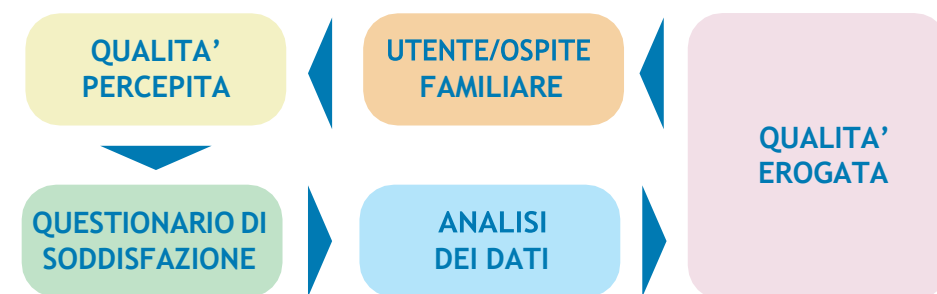 QUALITA’
PERCEPITA
UTENTE/OSPITE
FAMILIARE
QUALITA’
EROGATA
QUESTIONARIO DI
SODDISFAZIONE
ANALISI
DEI DATI